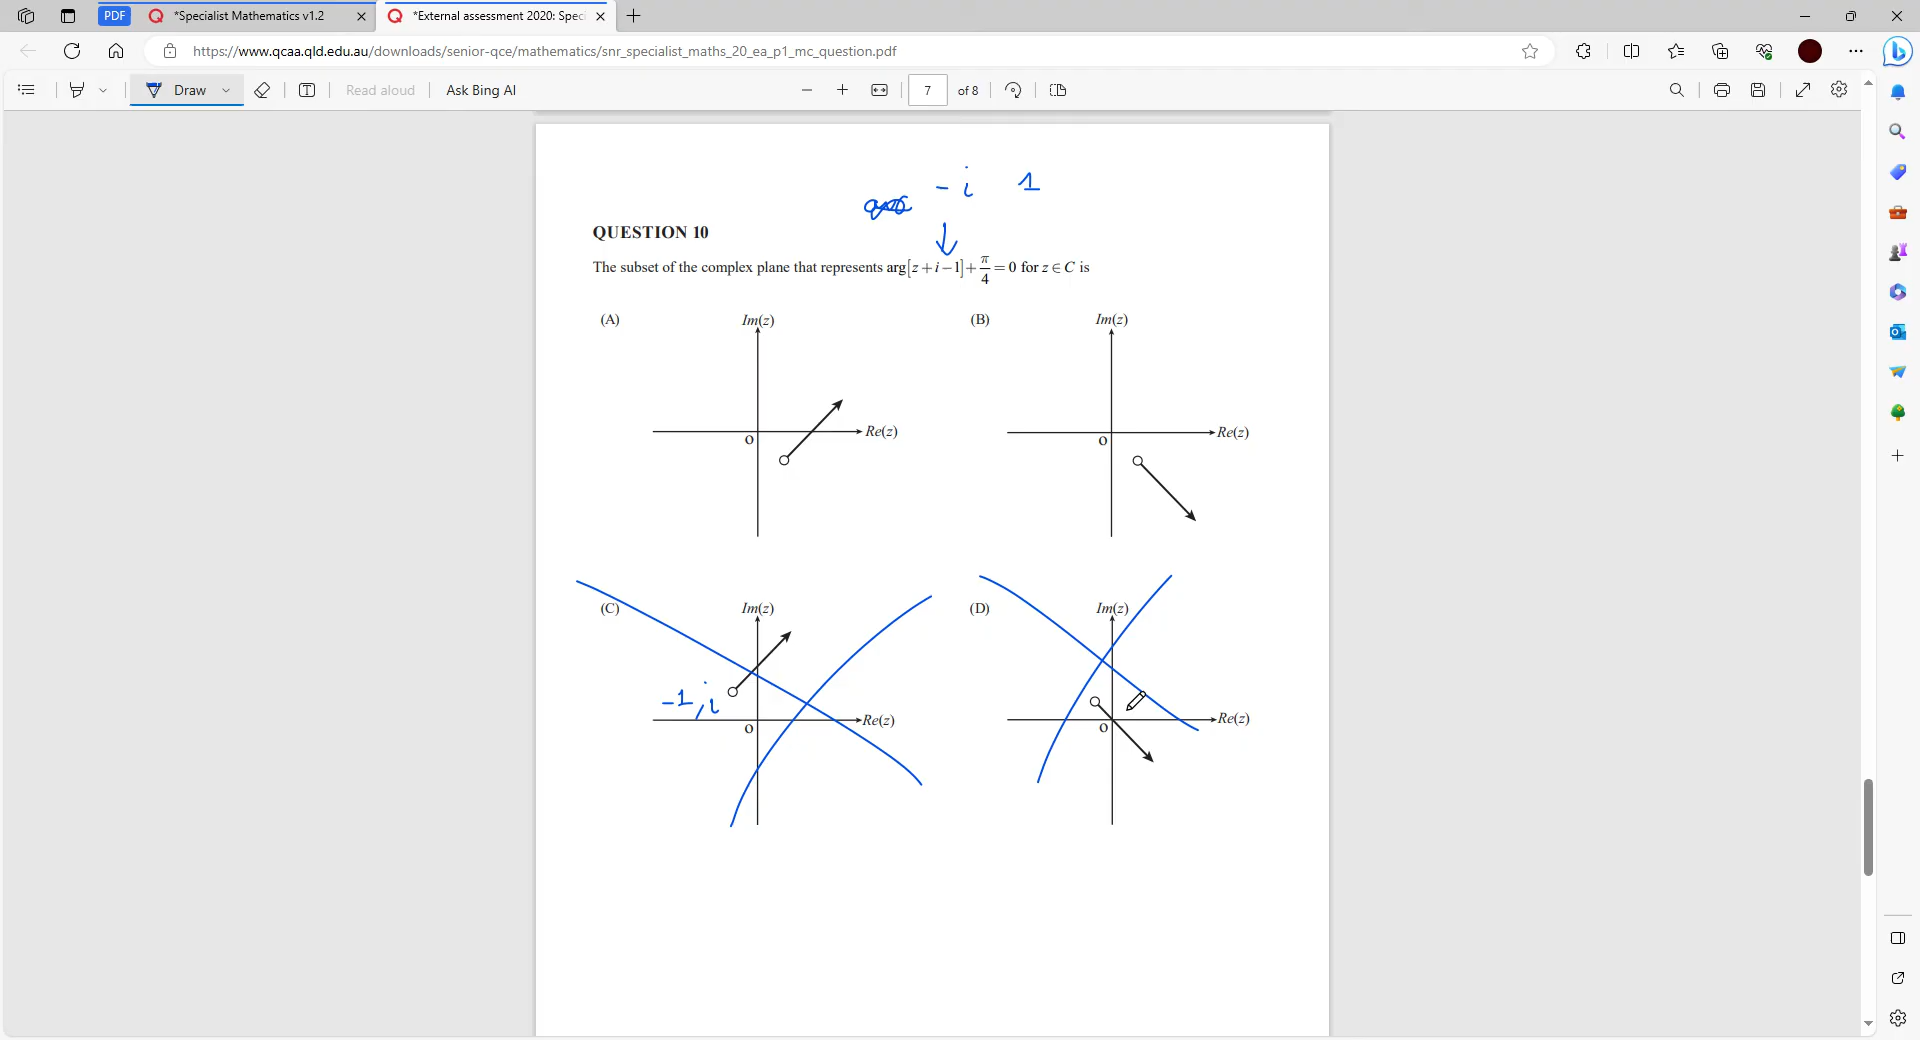 PDF
*Specialist Mathematics v1.2
*External assessment 2020: Speci
https://www.qcaa.qld.edu.au/downloads/senior-qce/mathematics/snr_specialist_maths_20_ea_p1_mc_question.pdf
Draw
Read aloud
Ask Bing AI
7
of 8
-i 1
QUESTION 10
The subset of the complex plane that represents arg[z+i−1]+π/4=0 for z∈C is
(A)
Im(z)
(B)
Im(z)
O
Re(z)
O
Re(z)
(C)
Im(z)
(D)
Im(z)
-1, i
O
Re(z)
O
Re(z)